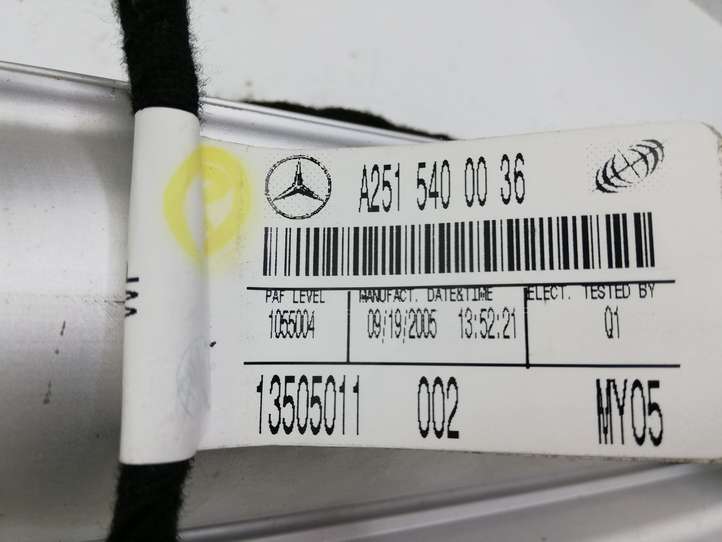 A251 540 00 36
PAF LEVEL MANUFACT. DATE&TIME ELECT. TESTED BY
1055004 09/19/2005 13:52:21 Q1
13505011 002 MY05